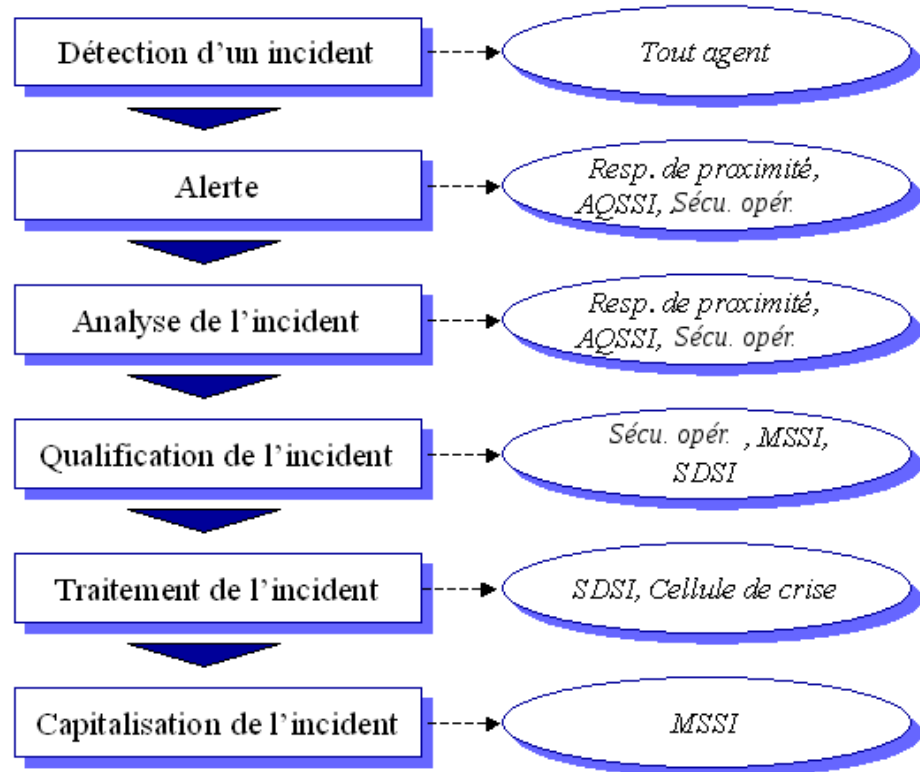 Détection d’un incident
Tout agent
Alerte
Resp. de proximité,
AQSSI, Sécu. opér.
Analyse de l’incident
Resp. de proximité,
AQSSI, Sécu. opér.
Qualification de l’incident
Sécu. opér. , MSSI,
SDSI
Traitement de l’incident
SDSI, Cellule de crise
Capitalisation de l’incident
MSSI